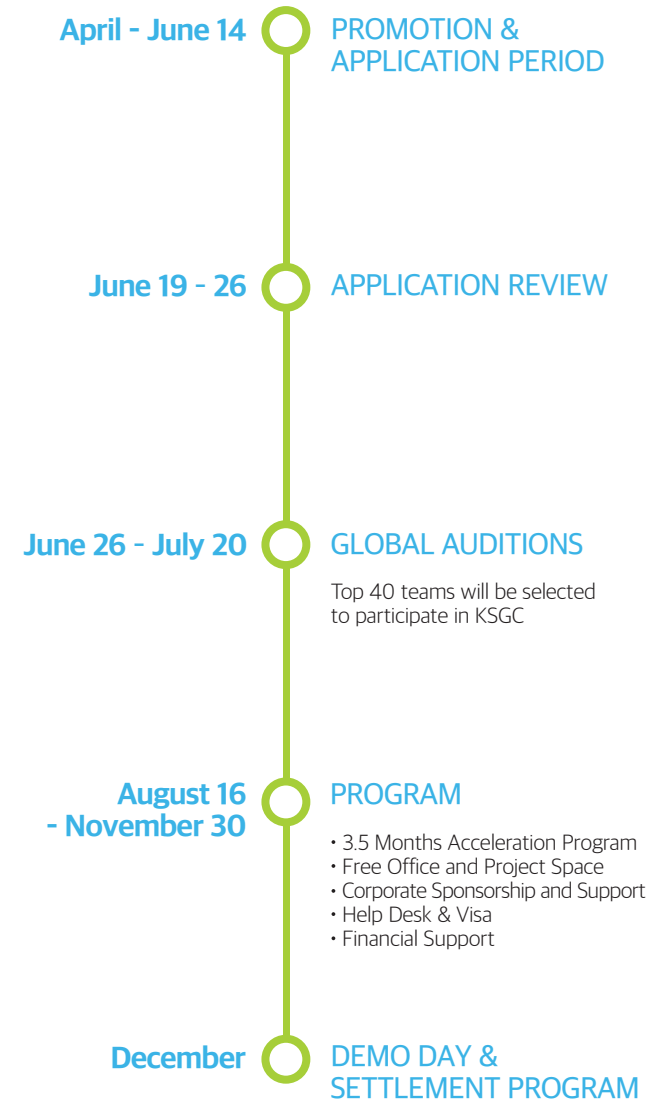 April - June 14
PROMOTION &
APPLICATION PERIOD
June 19 - 26
APPLICATION REVIEW
June 26 - July 20
GLOBAL AUDITIONS
Top 40 teams will be selected
to participate in KSGC
August 16
- November 30
PROGRAM
• 3.5 Months Acceleration Program
• Free Office and Project Space
• Corporate Sponsorship and Support
• Help Desk & Visa
• Financial Support
December
DEMO DAY &
SETTLEMENT PROGRAM